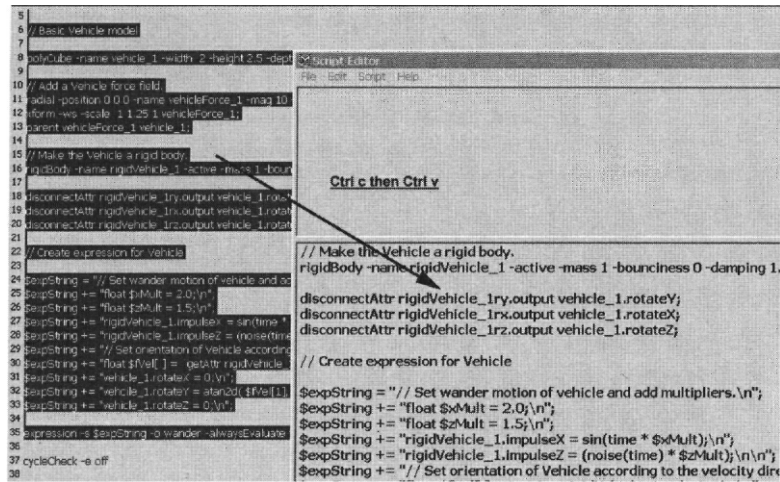 5
6 // Basic Vehicle model
7
8 polyCube -name vehicle_1 -width 2 -height 2.5 -dept
9
10 // Add a Vehicle force field.
11 radial -position 0 0 0 -name vehicleForce_1 -mag 10
12 xform -ws -scale 1 1.25 1 vehicleForce_1;
13 parent vehicleForce_1 vehicle_1;
14
15 // Make the Vehicle a rigid body.
16 rigidBody -name rigidVehicle_1 -active -mass 1 -boun
17
18 disconnectAttr rigidVehicle_1ry.output vehicle_1.rotat
19 disconnectAttr rigidVehicle_1rx.output vehicle_1.rotat
20 disconnectAttr rigidVehicle_1rz.output vehicle_1.rotat
21
22 // Create expression for Vehicle
23
24 $expString = "// Set wander motion of vehicle and ad
25 $expString += "float $xMult = 2.0;\n";
26 $expString += "float $zMult = 1.5;\n";
27 $expString += "rigidVehicle_1.impulseX = sin(time *
28 $expString += "rigidVehicle_1.impulseZ = (noise(time
29 $expString += "// Set orientation of Vehicle according
30 $expString += "float $fVel[ ] = getAttr rigidVehicle_
31 $expString += "vehicle_1.rotateX = 0;\n";
32 $expString += "vehicle_1.rotateY = atan2d( $fVel[1],
33 $expString += "vehicle_1.rotateZ = 0;\n";
34
35 expression -s $expString -o wander -alwaysEvaluate
36
37 cycleCheck -e off
38
Script Editor
File Edit Script Help
Ctrl c then Ctrl v
// Make the Vehicle a rigid body.
rigidBody -name rigidVehicle_1 -active -mass 1 -bounciness 0 -damping 1.
disconnectAttr rigidVehicle_1ry.output vehicle_1.rotateY;
disconnectAttr rigidVehicle_1rx.output vehicle_1.rotateX;
disconnectAttr rigidVehicle_1rz.output vehicle_1.rotateZ;
// Create expression for Vehicle
$expString = "// Set wander motion of vehicle and add multipliers.\n";
$expString += "float $xMult = 2.0;\n";
$expString += "float $zMult = 1.5;\n";
$expString += "rigidVehicle_1.impulseX = sin(time * $xMult);\n";
$expString += "rigidVehicle_1.impulseZ = (noise(time) * $zMult);\n\n";
$expString += "// Set orientation of Vehicle according to the velocity dire